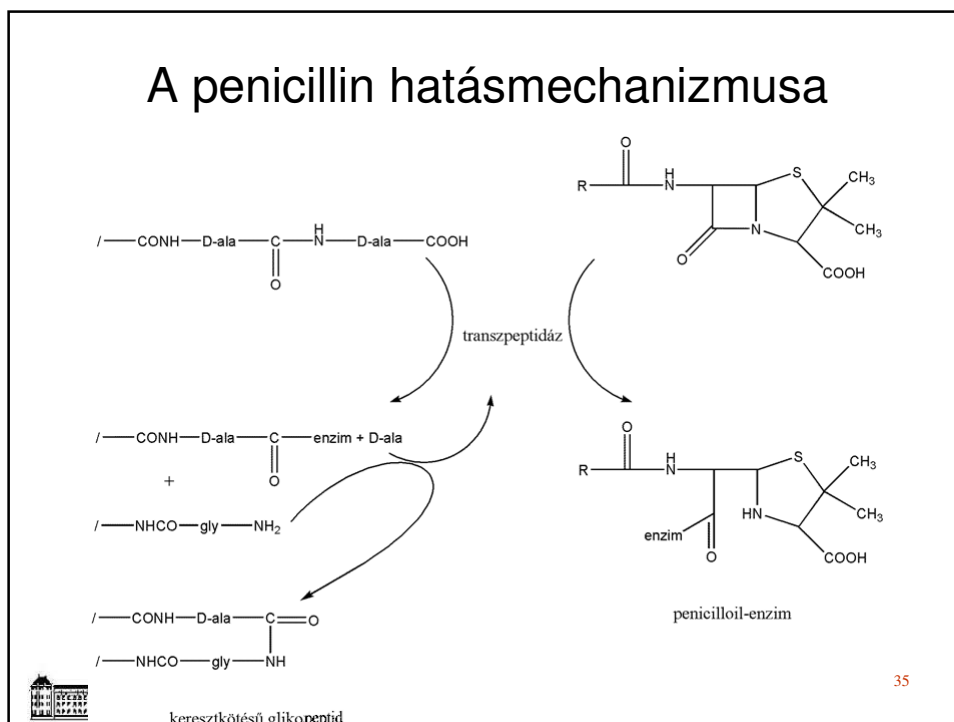 A penicillin hatásmechanizmusa
/ CONH D-ala C H N D-ala COOH
O
O
R H N S CH3
CH3
O N
COOH
transzpeptidáz
/ CONH D-ala C enzim + D-ala
O
+
/ NHCO gly NH2
O
R H N S CH3
CH3
HN
enzim
O COOH
penicilloil-enzim
/ CONH D-ala C O
/ NHCO gly NH
keresztkötésű glikopeptid
35